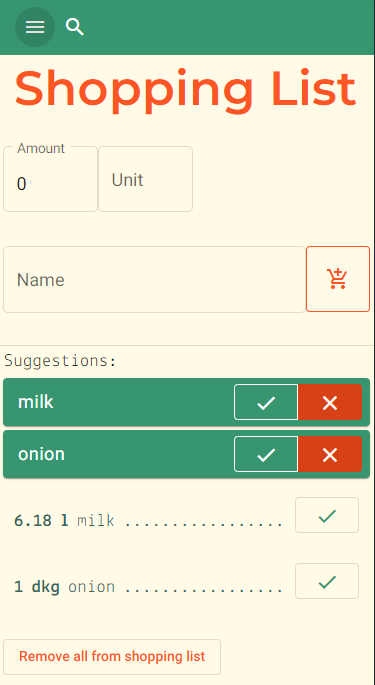 Shopping List
Amount
0
Unit
Name
Suggestions:
milk
onion
6.18 l milk .................
1 dkg onion .................
Remove all from shopping list